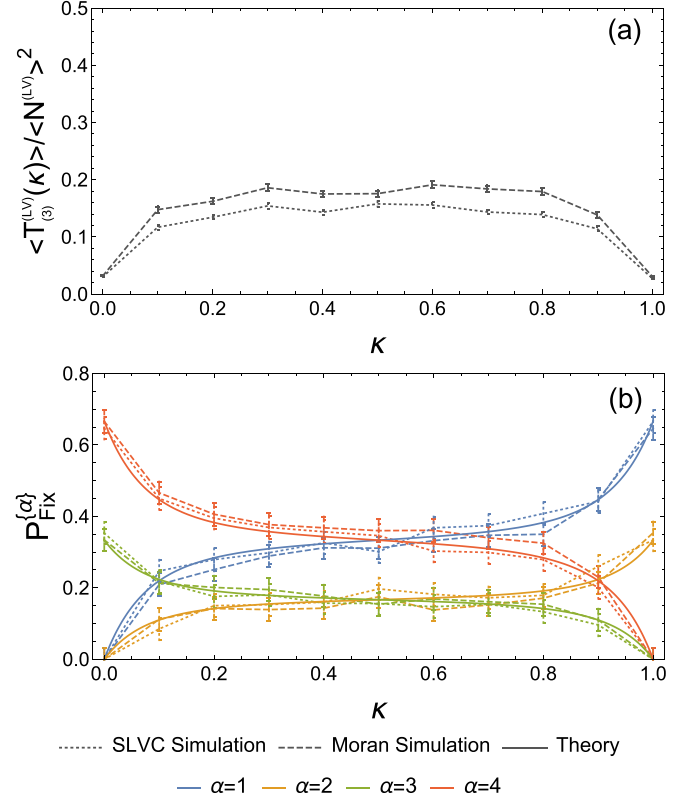 (a)
<T(3)^(LV)(κ)>/<N^(LV)>^2
0.5
0.4
0.3
0.2
0.1
0.0
0.0 0.2 0.4 0.6 0.8 1.0
κ
(b)
P_Fix^{α}
0.8
0.6
0.4
0.2
0.0
0.0 0.2 0.4 0.6 0.8 1.0
κ
SLVC Simulation Moran Simulation Theory
α=1 α=2 α=3 α=4